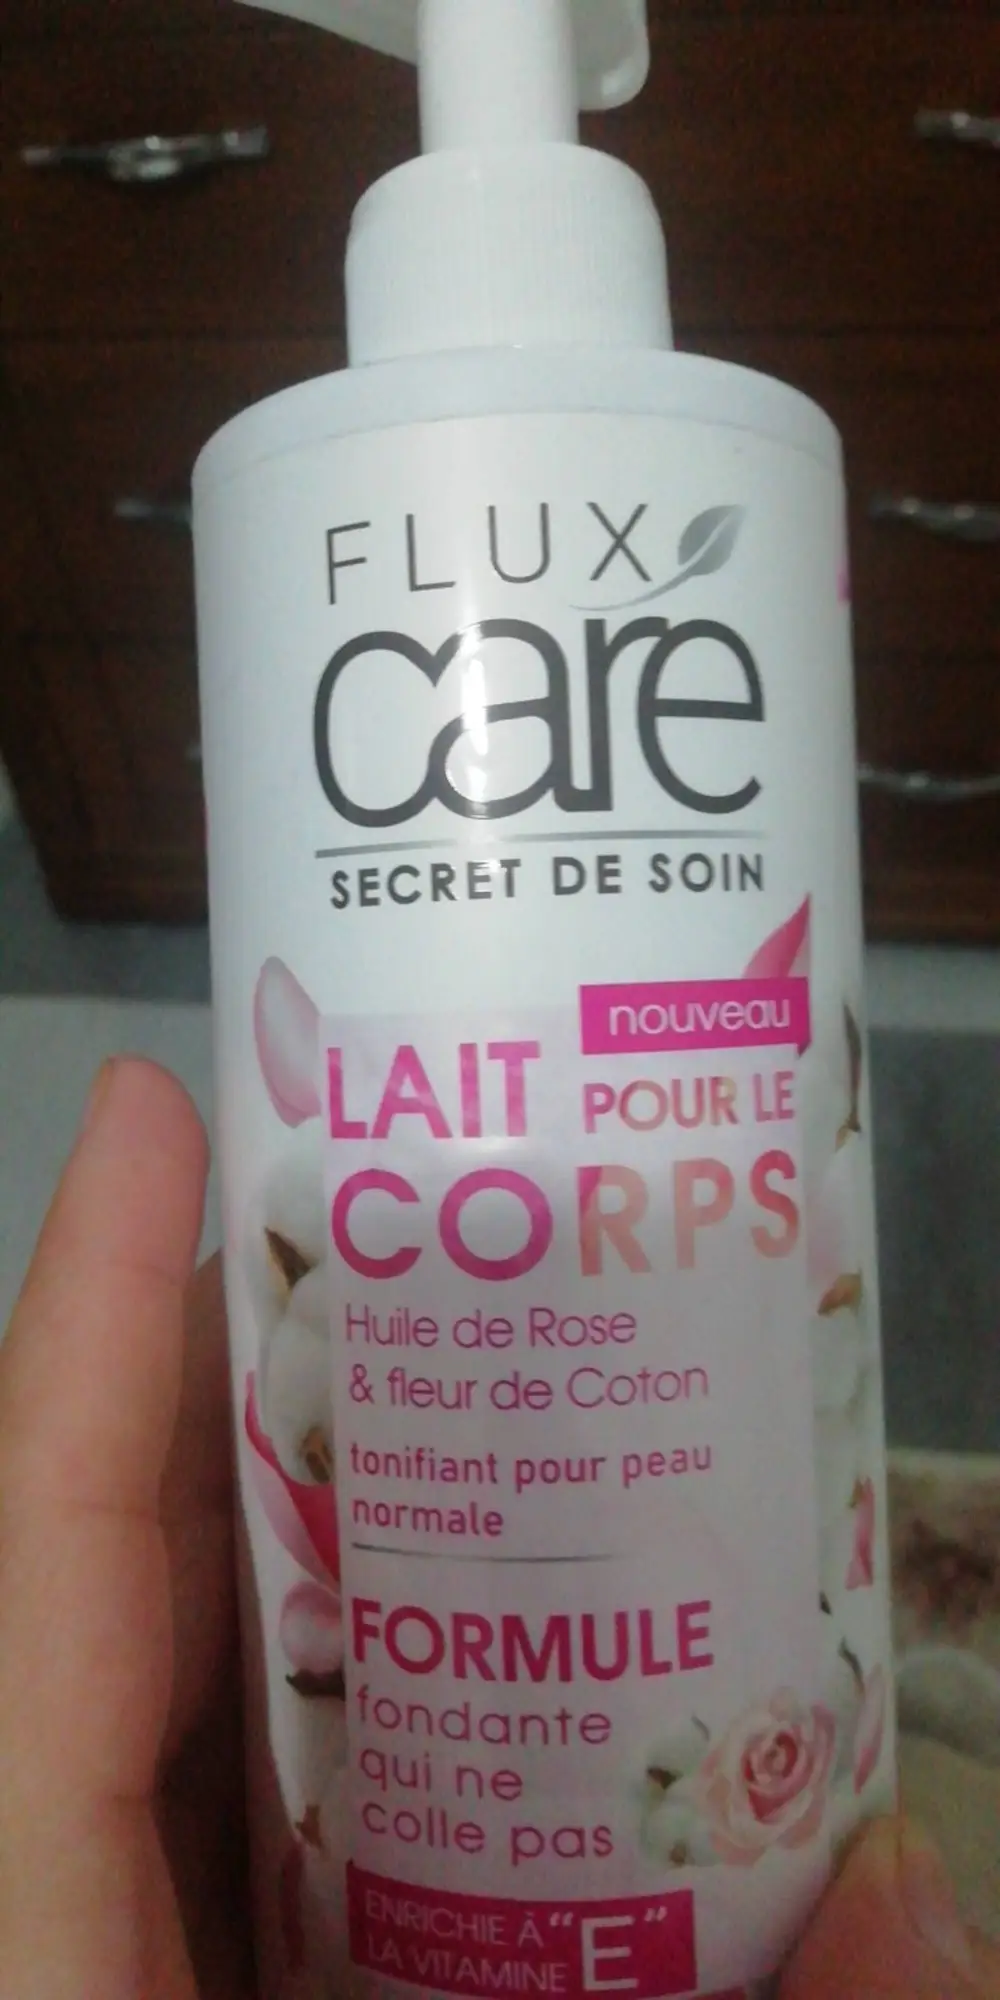 FLUX
care
SECRET DE SOIN
nouveau
LAIT POUR LE
CORPS
Huile de Rose
& fleur de Coton
tonifiant pour peau
normale
FORMULE
fondante
qui ne
colle pas
ENRICHIE À "E"
LA VITAMINE